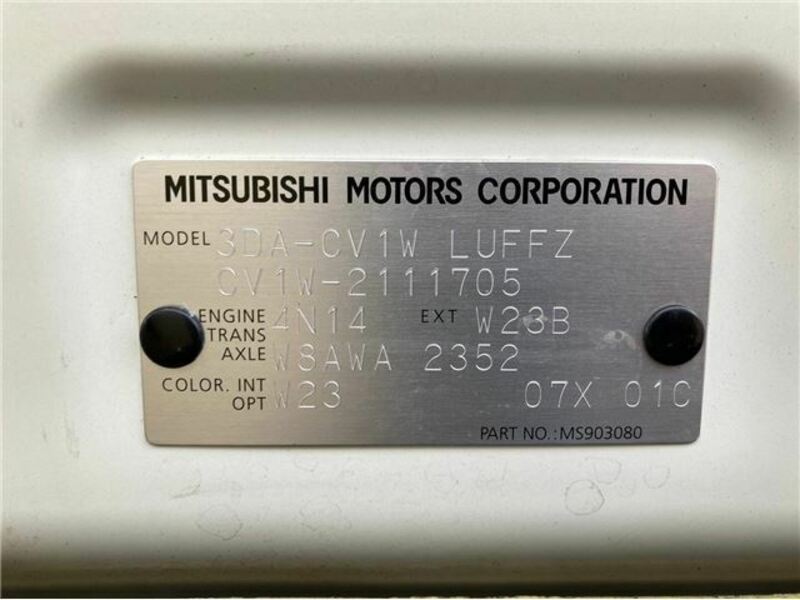 MITSUBISHI MOTORS CORPORATION
MODEL 3DA-CV1W LUFFZ
CV1W-2111705
ENGINE 4N14 EXT W23B
TRANS
AXLE W8AWA 2352
COLOR. INT W23 07X 01C
OPT
PART NO.:MS903080